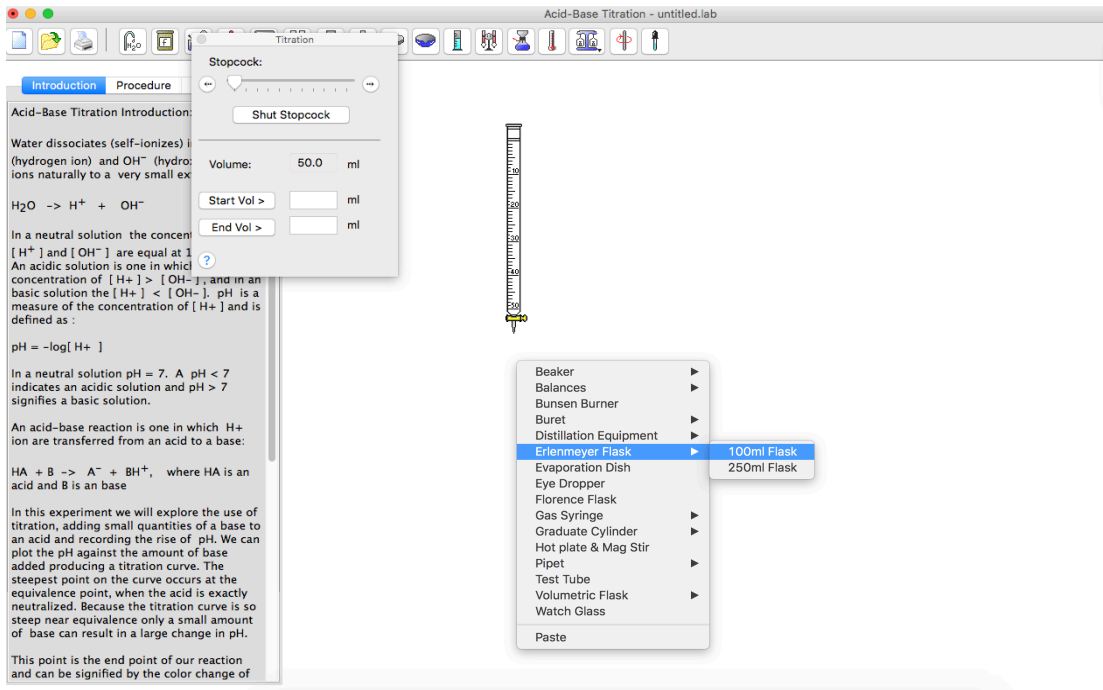 Acid-Base Titration - untitled.lab
H₂O
F
Titration
Stopcock:
Shut Stopcock
Volume: 50.0 ml
Start Vol > ml
End Vol > ml
?
Introduction Procedure
Acid-Base Titration Introduction:
Water dissociates (self-ionizes)
(hydrogen ion) and OH⁻
ions naturally to a very small
H₂O -> H⁺ + OH⁻
In a neutral solution the
[ H⁺ ] and [ OH⁻ ] are equal at
An acidic solution is one in
concentration of [ H+ ] > [ OH- ], and in an
basic solution the [ H+ ] < [ OH- ]. pH is a
measure of the concentration of [ H+ ] and is
defined as :
pH = -log[ H+ ]
In a neutral solution pH = 7. A pH < 7
indicates an acidic solution and pH > 7
signifies a basic solution.
An acid-base reaction is one in which H+
ion are transferred from an acid to a base:
HA + B -> A⁻ + BH⁺, where HA is an
acid and B is an base
In this experiment we will explore the use of
titration, adding small quantities of a base to
an acid and recording the rise of pH. We can
plot the pH against the amount of base
added producing a titration curve. The
steepest point on the curve occurs at the
equivalence point, when the acid is exactly
neutralized. Because the titration curve is so
steep near equivalence only a small amount
of base can result in a large change in pH.
This point is the end point of our reaction
and can be signified by the color change of
10
20
30
40
50
Beaker
Balances
Bunsen Burner
Buret
Distillation Equipment
Erlenmeyer Flask
100ml Flask
250ml Flask
Evaporation Dish
Eye Dropper
Florence Flask
Gas Syringe
Graduate Cylinder
Hot plate & Mag Stir
Pipet
Test Tube
Volumetric Flask
Watch Glass
Paste